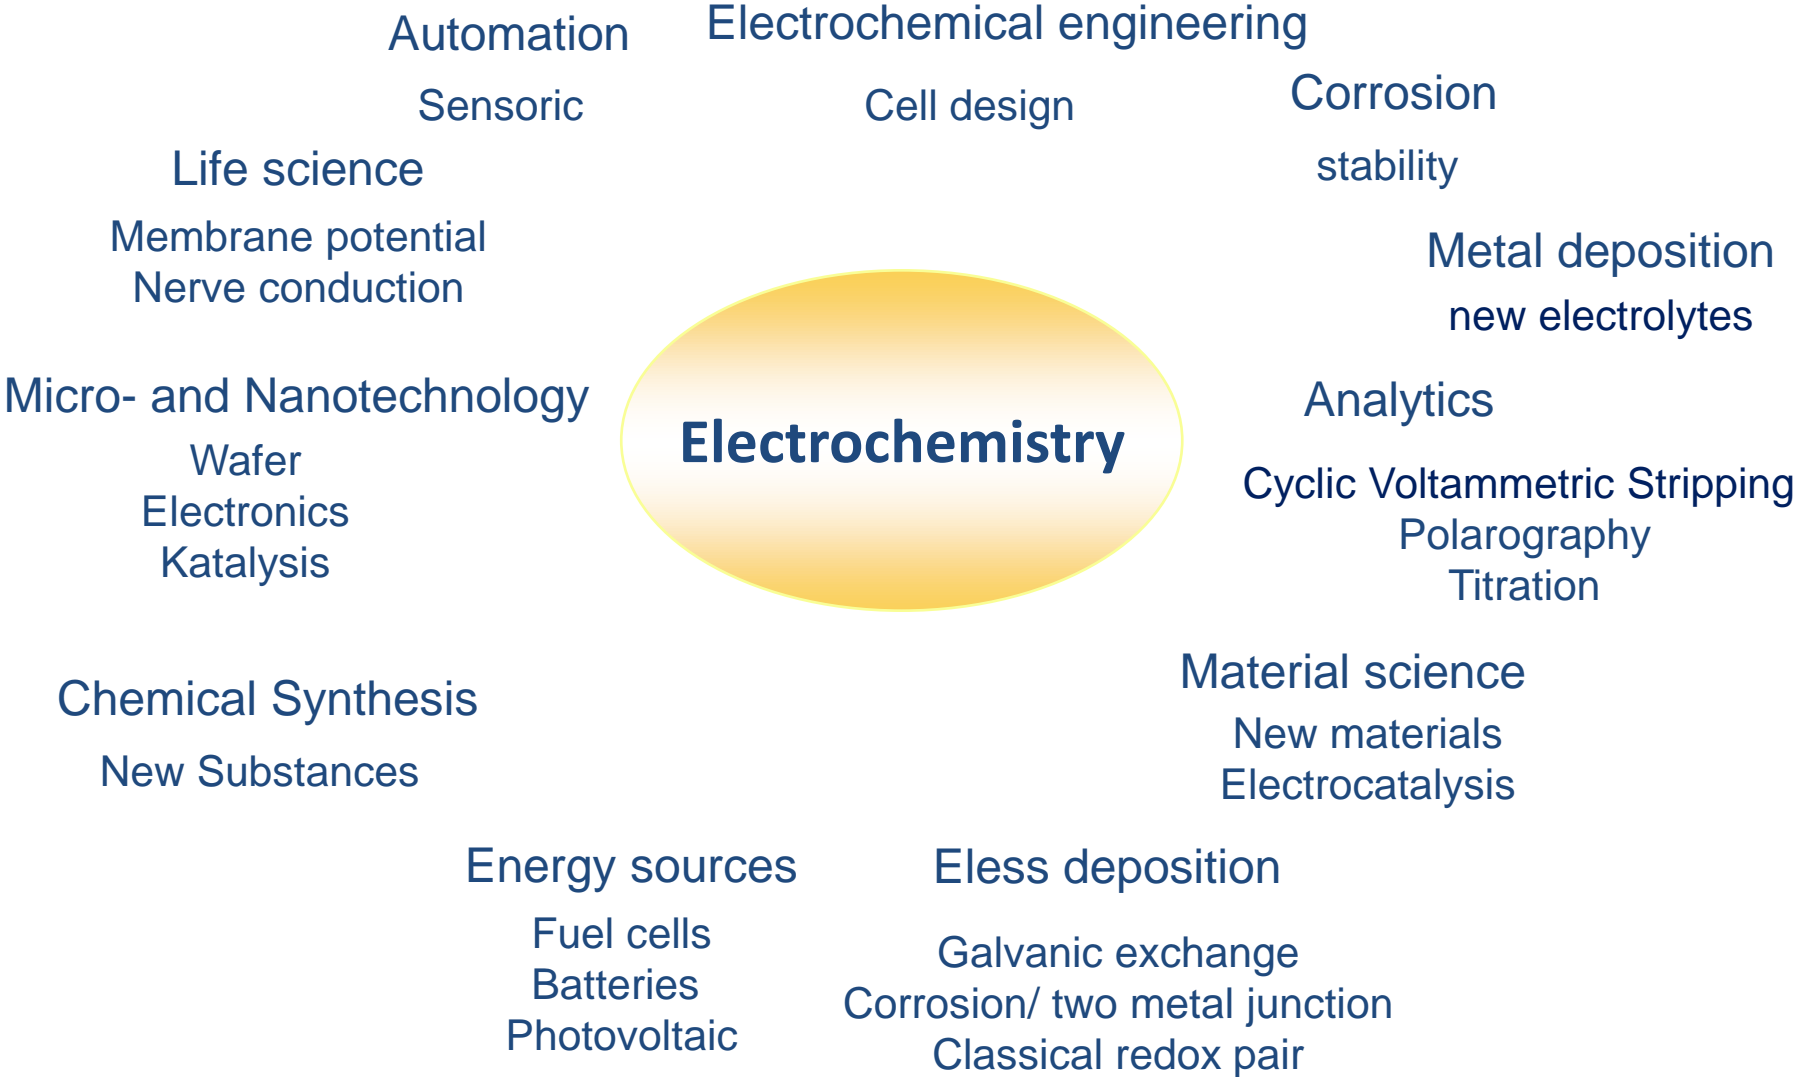 Automation
Sensoric
Electrochemical engineering
Cell design
Corrosion
stability
Life science
Membrane potential
Nerve conduction
Metal deposition
new electrolytes
Micro- and Nanotechnology
Wafer
Electronics
Katalysis
Electrochemistry
Analytics
Cyclic Voltammetric Stripping
Polarography
Titration
Chemical Synthesis
New Substances
Material science
New materials
Electrocatalysis
Energy sources
Fuel cells
Batteries
Photovoltaic
Eless deposition
Galvanic exchange
Corrosion/ two metal junction
Classical redox pair